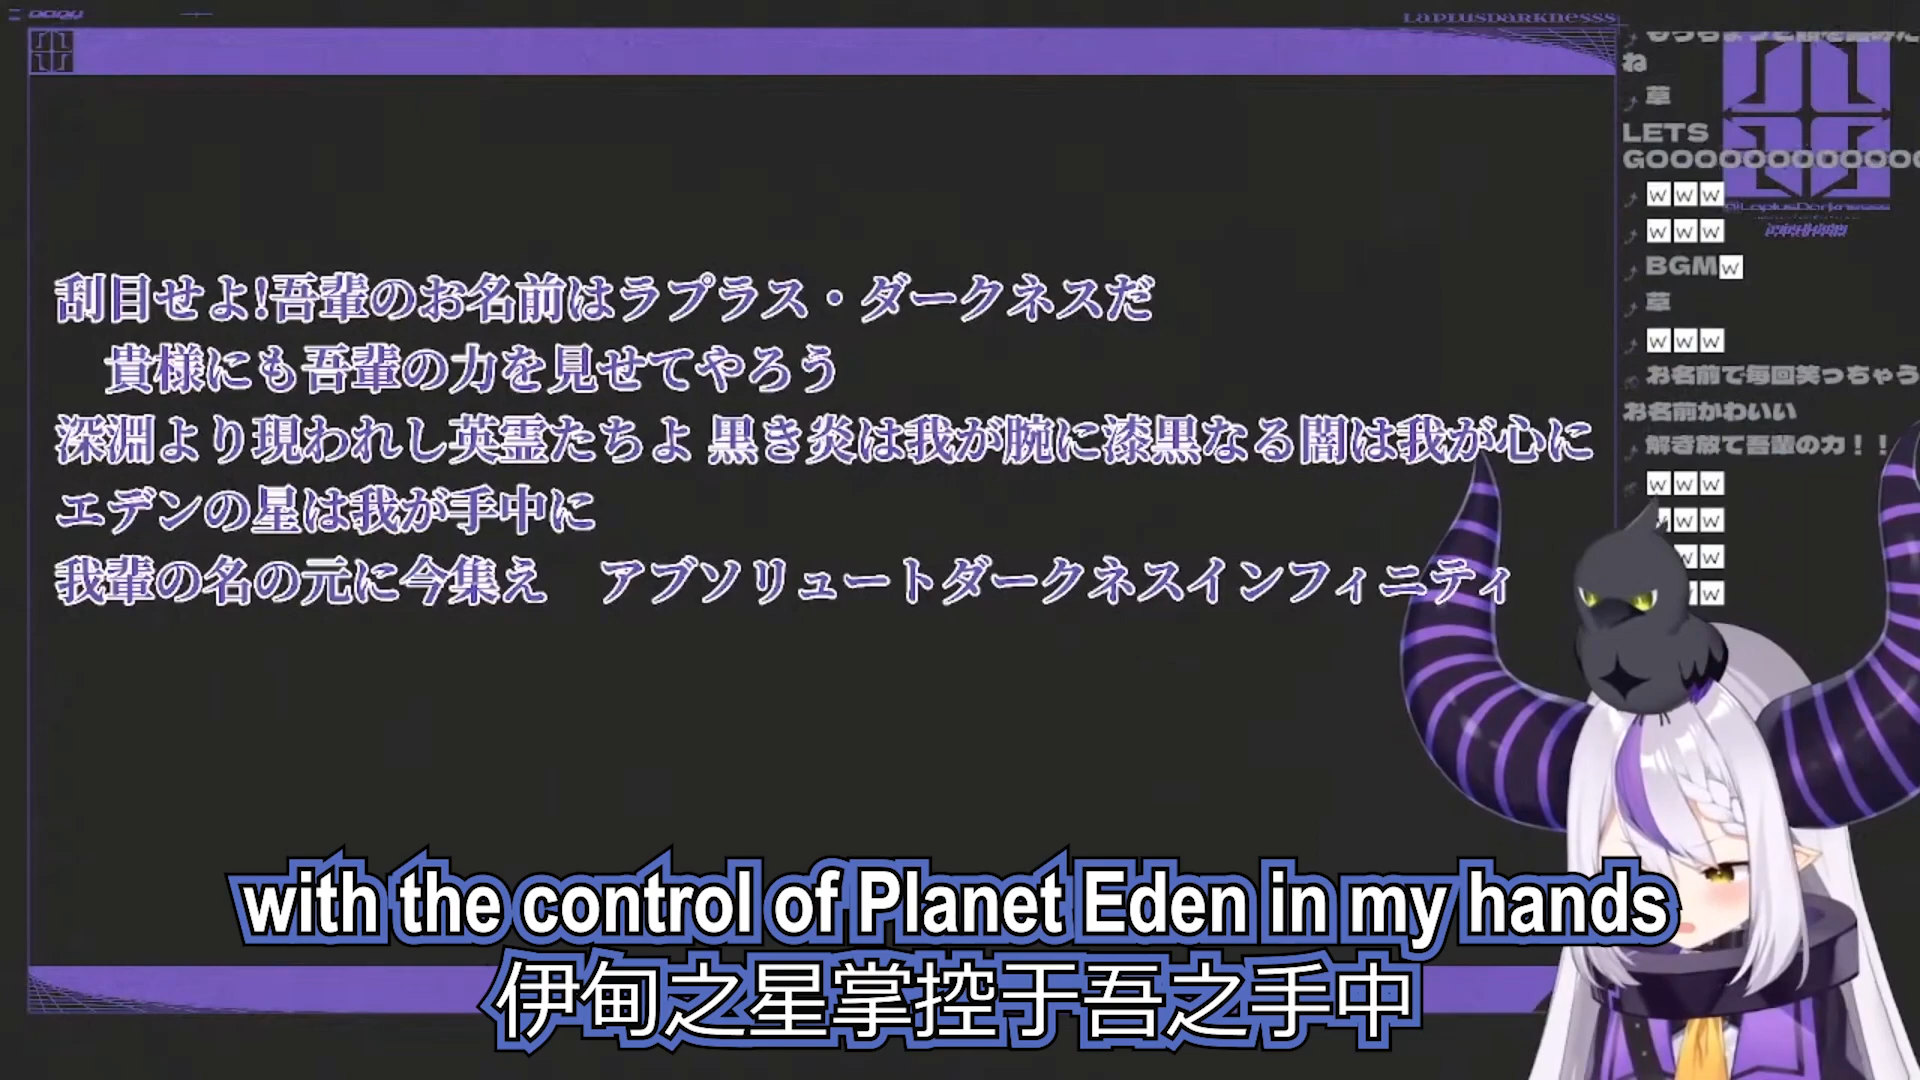 LaplusDarknesss
刮目せよ!吾輩のお名前はラプラス・ダークネスだ
貴様にも吾輩の力を見せてやろう
深淵より現われし英霊たちよ 黒き炎は我が腕に漆黒なる闇は我が心に
エデンの星は我が手中に
我輩の名の元に今集え　アブソリュートダークネスインフィニティ
ね
草
LETS
GOOOOOOOOOOOOO
www
www
BGMw
草
www
お名前で毎回笑っちゃう
お名前かわいい
解き放て吾輩の力！！
www
www
ww
ww
@LaplusDarknesss
with the control of Planet Eden in my hands
伊甸之星掌控于吾之手中